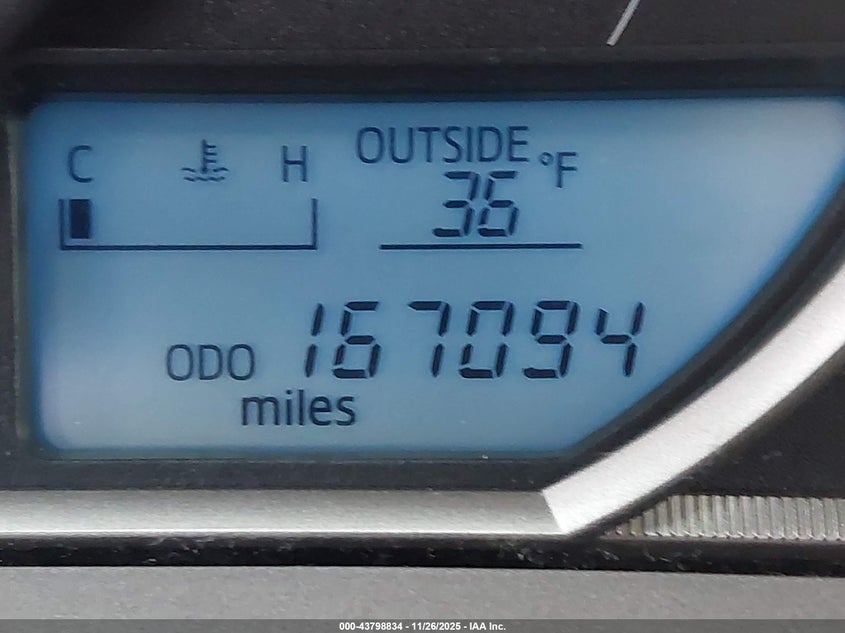 C H
OUTSIDE
36 °F
ODO 167094
miles
000-43798834 - 11/26/2025 - IAA Inc.